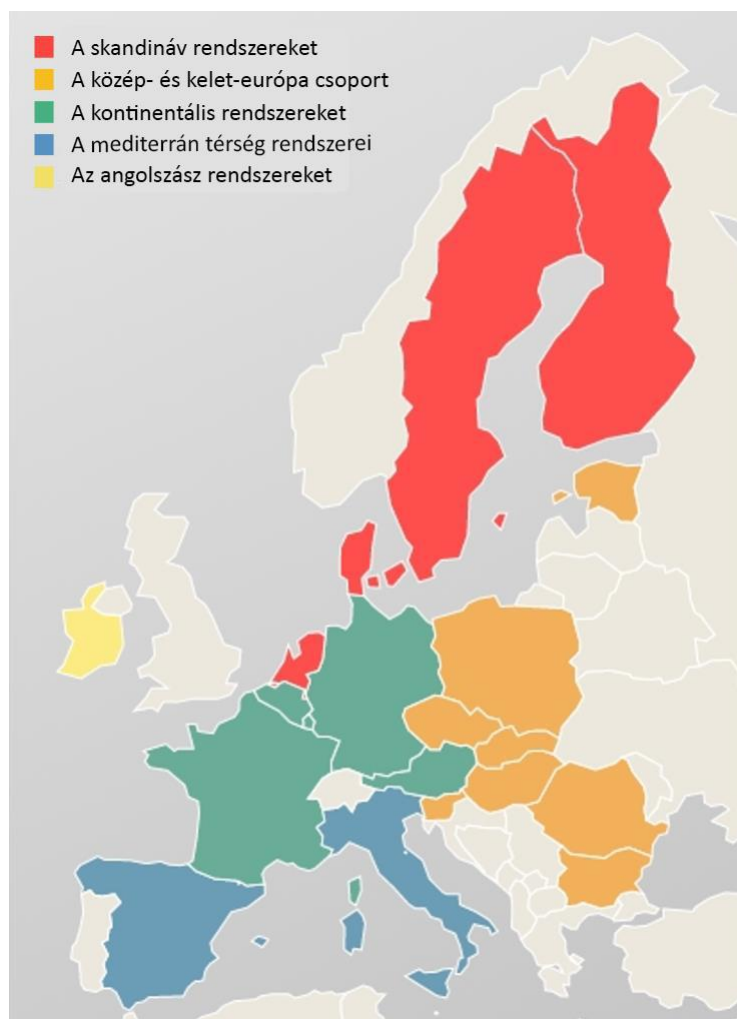 A skandináv rendszereket
A közép- és kelet-európa csoport
A kontinentális rendszereket
A mediterrán térség rendszerei
Az angolszász rendszereket